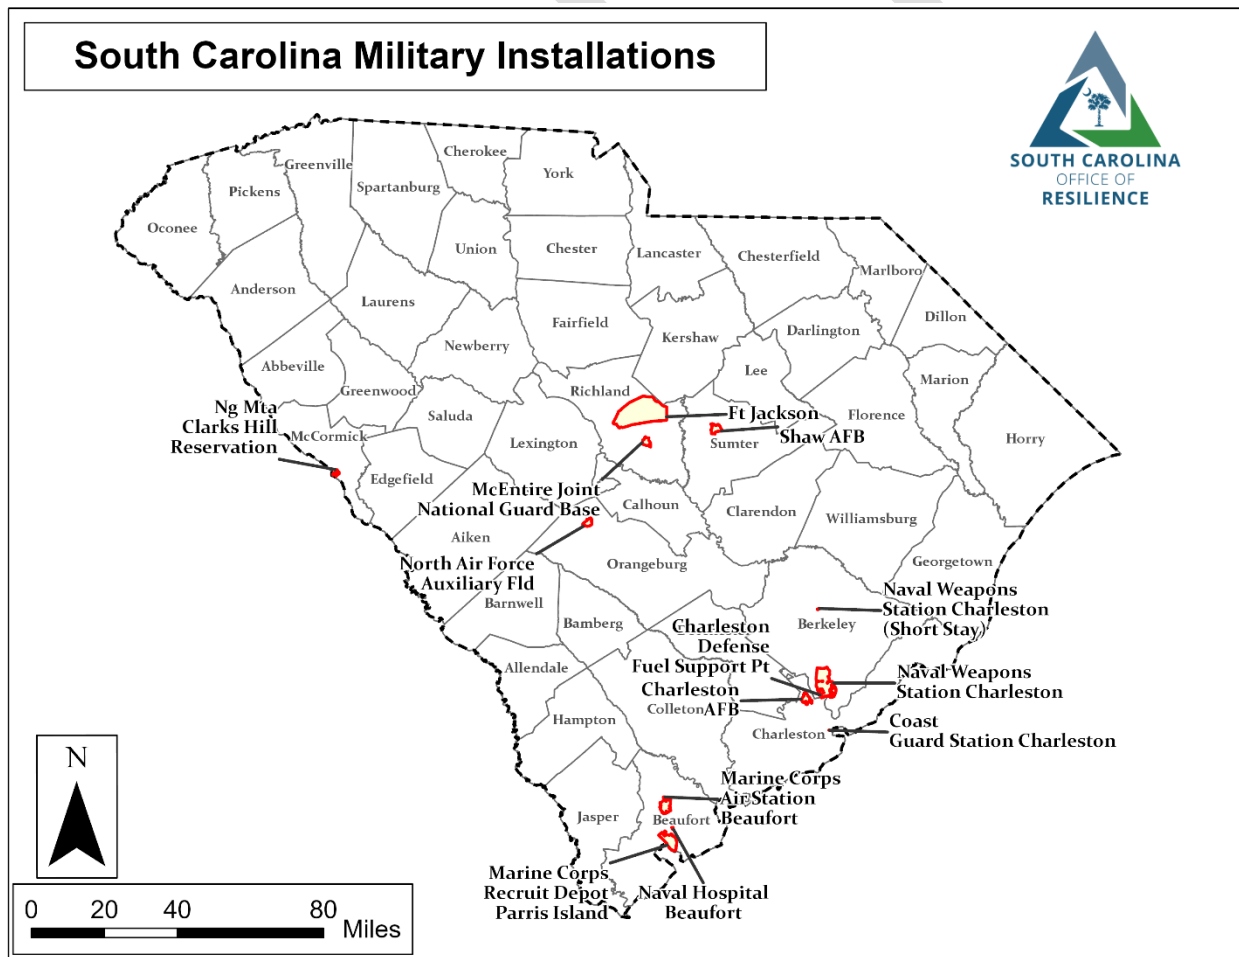 South Carolina Military Installations
SOUTH CAROLINA
OFFICE OF
RESILIENCE
Cherokee
Greenville
York
Spartanburg
Pickens
Oconee
Union
Chester
Lancaster
Chesterfield
Marlboro
Anderson
Laurens
Fairfield
Dillon
Darlington
Kershaw
Newberry
Abbeville
Lee
Marion
Greenwood
Richland
Ng Mta
Clarks Hill
Reservation
Saluda
Ft Jackson
Florence
McCormick
Lexington
Sumter
Shaw AFB
Horry
Edgefield
McEntire Joint
National Guard Base
Calhoun
Clarendon
Williamsburg
Aiken
North Air Force
Auxiliary Fld
Orangeburg
Georgetown
Barnwell
Naval Weapons
Station Charleston
(Short Stay)
Bamberg
Berkeley
Charleston
Defense
Fuel Support Pt
Allendale
Naval Weapons
Station Charleston
Charleston
AFB
Colleton
Hampton
Charleston
Coast
Guard Station Charleston
Marine Corps
Air Station
Beaufort
Jasper
Beaufort
Marine Corps
Recruit Depot
Parris Island
Naval Hospital
Beaufort
N
0 20 40 80
Miles